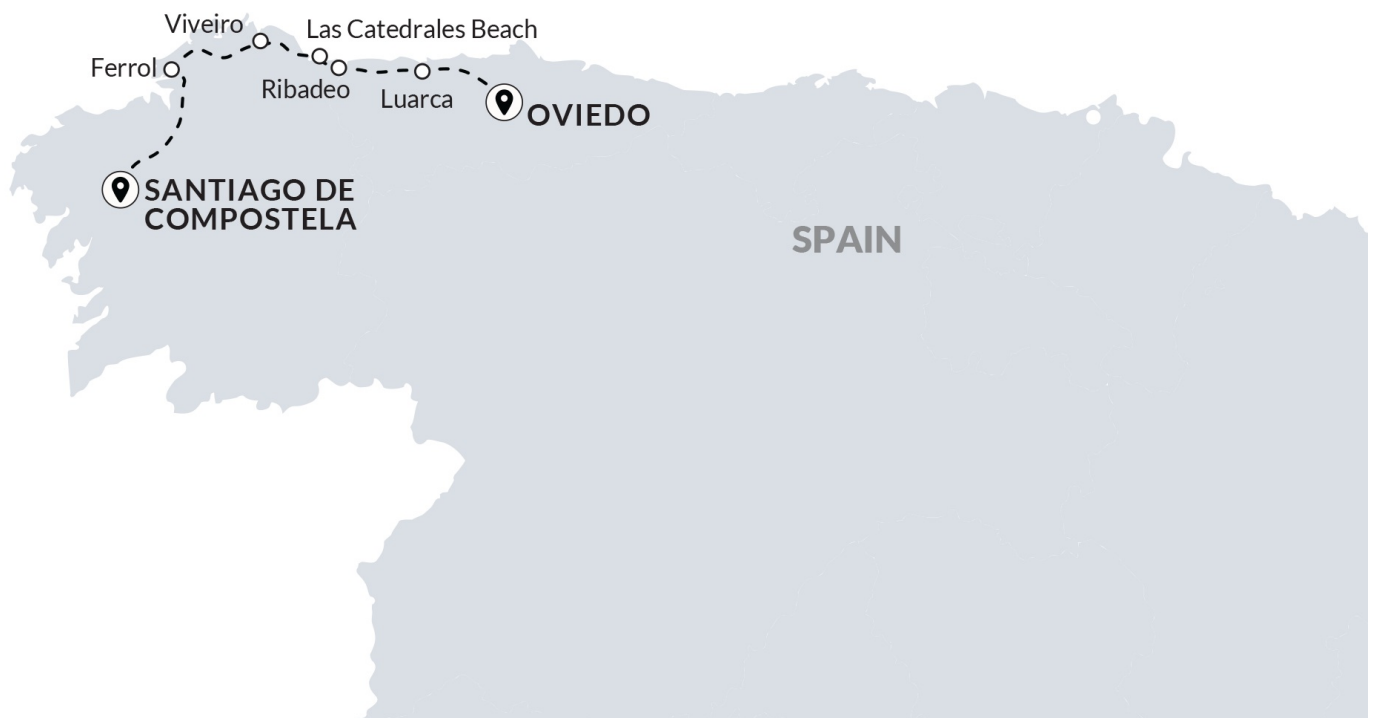 Viveiro
Las Catedrales Beach
Ferrol
Ribadeo
Luarca
OVIEDO
SANTIAGO DE
COMPOSTELA
SPAIN